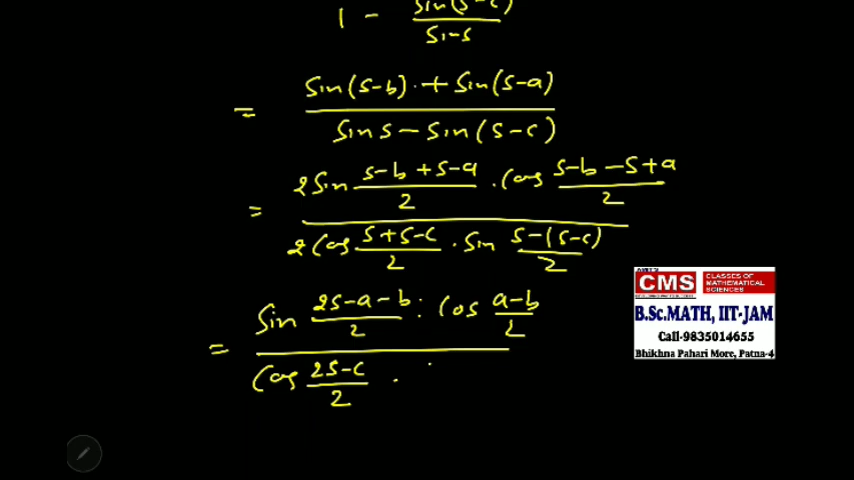 1 - sin(s-c) / sin s
= sin(s-b) + sin(s-a) / sin s - sin(s-c)
= 2 sin (s-b+s-a)/2 . cos (s-b-s+a)/2 / 2 cos (s+s-c)/2 . sin (s-(s-c))/2
= sin (2s-a-b)/2 : cos (a-b)/2 / cos (2s-c)/2 .
CMS CLASSES OF MATHEMATICAL SCIENCES
B.Sc.MATH, IIT-JAM
Call-9835014655
Bhikhna Pahari More, Patna-4